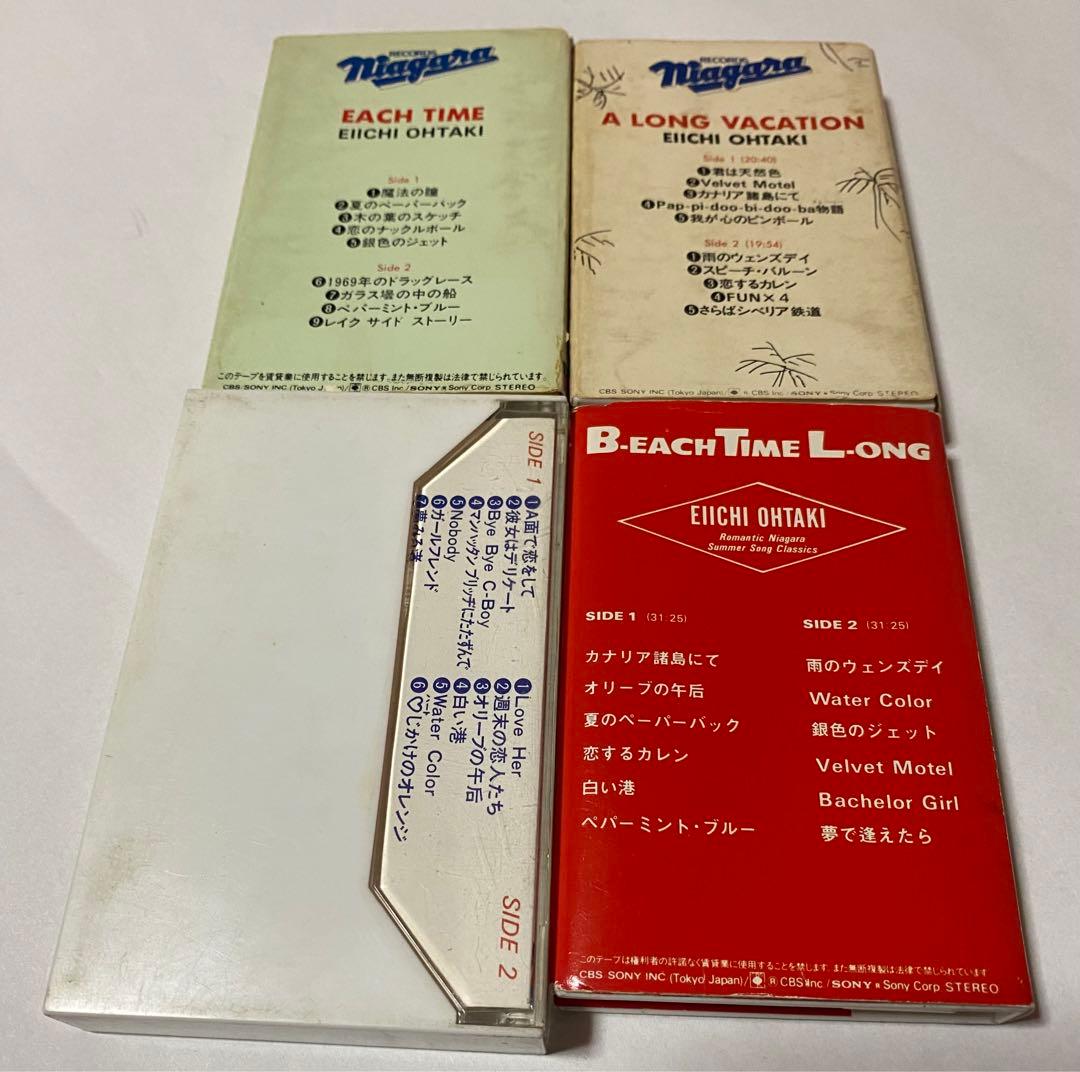 RECORDS
Niagara
EACH TIME
EIICHI OHTAKI
Side 1
❶魔法の瞳
❷夏のペーパーバック
❸木の葉のスケッチ
❹恋のナックルボール
❺銀色のジェット
Side 2
❻1969年のドラッグレース
❼ガラス壜の中の船
❽ペパーミント・ブルー
❾レイク サイド ストーリー
このテープを賃貸業に使用することを禁じます。また無断複製は法律で禁じられています。
CBS/SONY INC. (Tokyo J
n)/ ® CBS Inc./SONY ® Sony Corp. STEREO
RECORDS
Niagara
A LONG VACATION
EIICHI OHTAKI
Side 1 (20:40)
❶君は天然色
❷Velvet Motel
❸カナリア諸島にて
❹Pap-pi-doo-bi-doo-ba物語
❺我が心のピンボール
Side 2 (19:54)
❶雨のウェンズデイ
❷スピーチ・バルーン
❸恋するカレン
❹FUN×4
❺さらばシベリア鉄道
CBS/SONY INC. (Tokyo Japan)/ ® CBS Inc./SONY ® Sony Corp. STEREO
SIDE 1
❶A面で恋をして
❷彼女はデリケート
❸Bye Bye C-Boy
❹マンハッタン ブリッヂにたたずんで
❺Nobody
❻ガールフレンド
❼夢みる渚
❶Love Her
❷週末の恋人たち
❸オリーブの午后
❹白い港
❺Water Color
ハート
❻♡じかけのオレンジ
SIDE 2
B-EACH TIME L-ONG
EIICHI OHTAKI
Romantic Niagara
Summer Song Classics
SIDE 1 (31:25)
カナリア諸島にて
オリーブの午后
夏のペーパーバック
恋するカレン
白い港
ペパーミント・ブルー
SIDE 2 (31:25)
雨のウェンズデイ
Water Color
銀色のジェット
Velvet Motel
Bachelor Girl
夢で逢えたら
このテープは権利者の許諾なく賃貸業に使用することを禁じます。また無断複製は法律で禁じられています
CBS/SONY INC. (Tokyo Japan)/ ® CBS Inc./SONY ® Sony Corp. STEREO